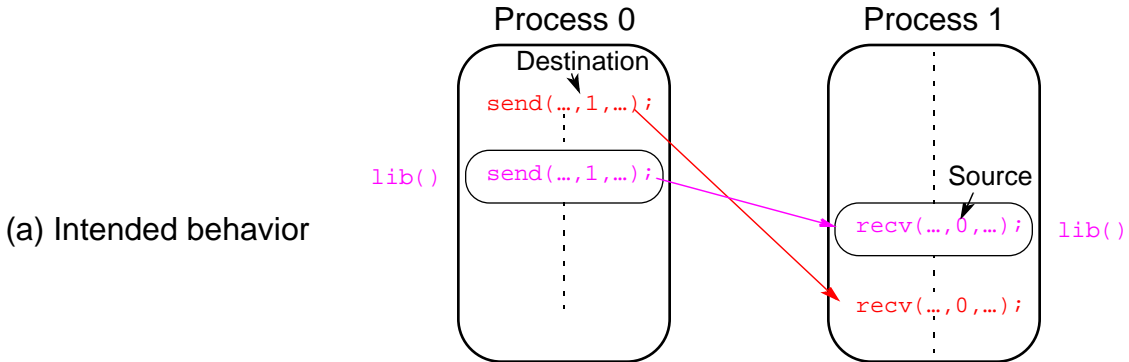 Process 0
Process 1
Destination
send(…,1,…);
lib()
send(…,1,…);
Source
(a) Intended behavior
recv(…,0,…);
lib()
recv(…,0,…);